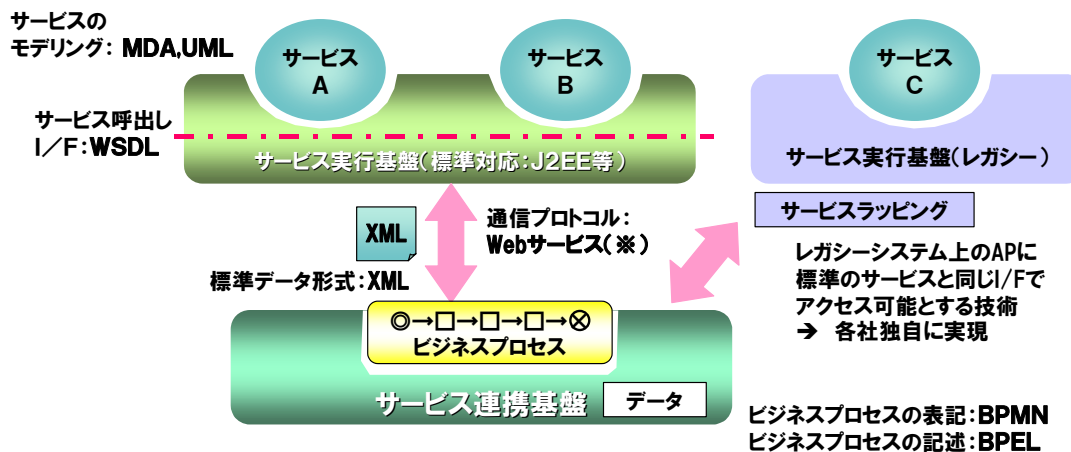 サービスの
モデリング： MDA,UML
サービス
A
サービス
B
サービス
C
サービス呼出し
I／F：WSDL
サービス実行基盤（標準対応：J2EE等）
サービス実行基盤（レガシー）
サービスラッピング
XML
通信プロトコル：
Webサービス（※）
標準データ形式：XML
レガシーシステム上のAPに
標準のサービスと同じI/Fで
アクセス可能とする技術
→ 各社独自に実現
◎→□→□→□→⊗
ビジネスプロセス
サービス連携基盤
データ
ビジネスプロセスの表記：BPMN
ビジネスプロセスの記述：BPEL